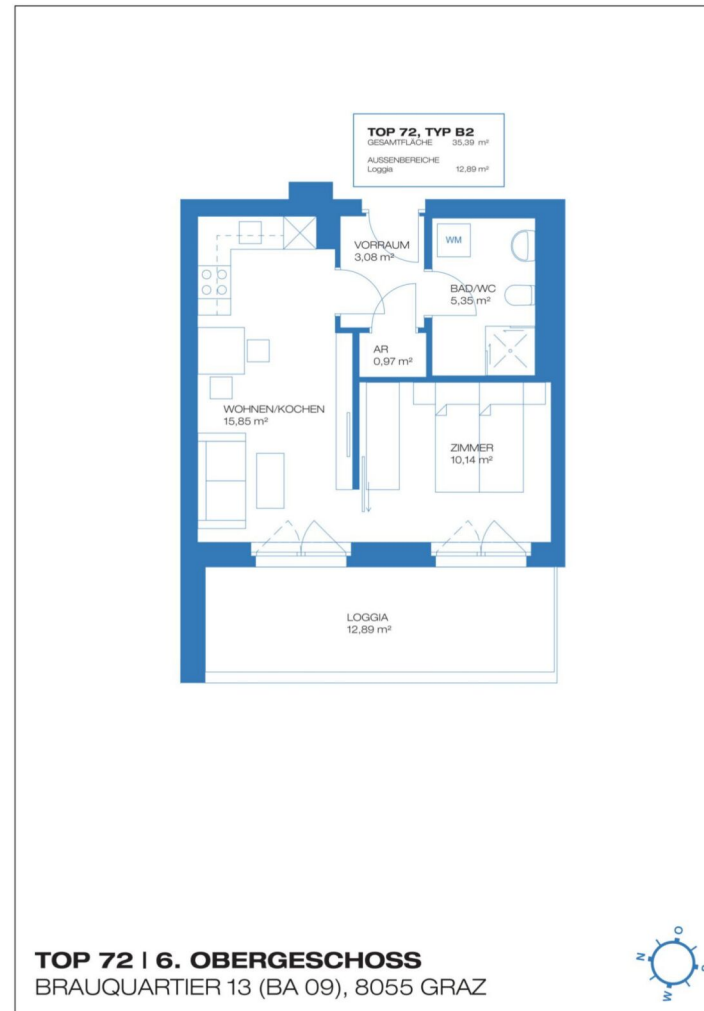 TOP 72, TYP B2
GESAMTFLÄCHE 35,39 m²
AUSSENBEREICHE
Loggia 12,89 m²
VORRAUM
3,08 m²
WM
BAD/WC
5,35 m²
AR
0,97 m²
WOHNEN/KOCHEN
15,85 m²
ZIMMER
10,14 m²
LOGGIA
12,89 m²
TOP 72 | 6. OBERGESCHOSS
BRAUQUARTIER 13 (BA 09), 8055 GRAZ
N
O
S
W